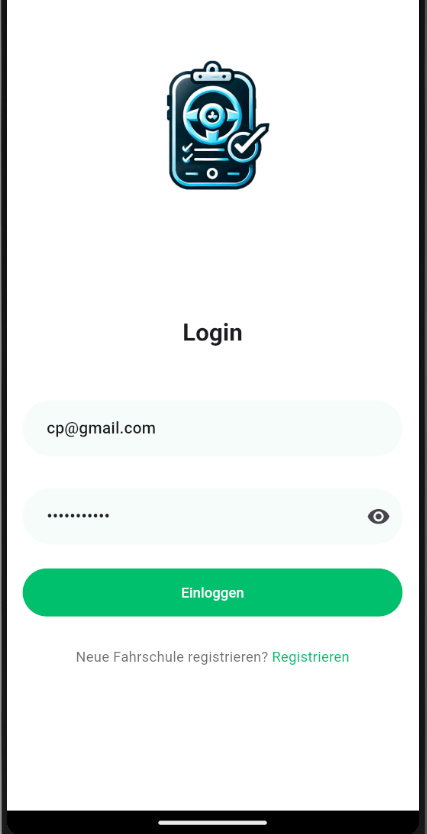 Login
cp@gmail.com
•••••••••••
Einloggen
Neue Fahrschule registrieren? Registrieren